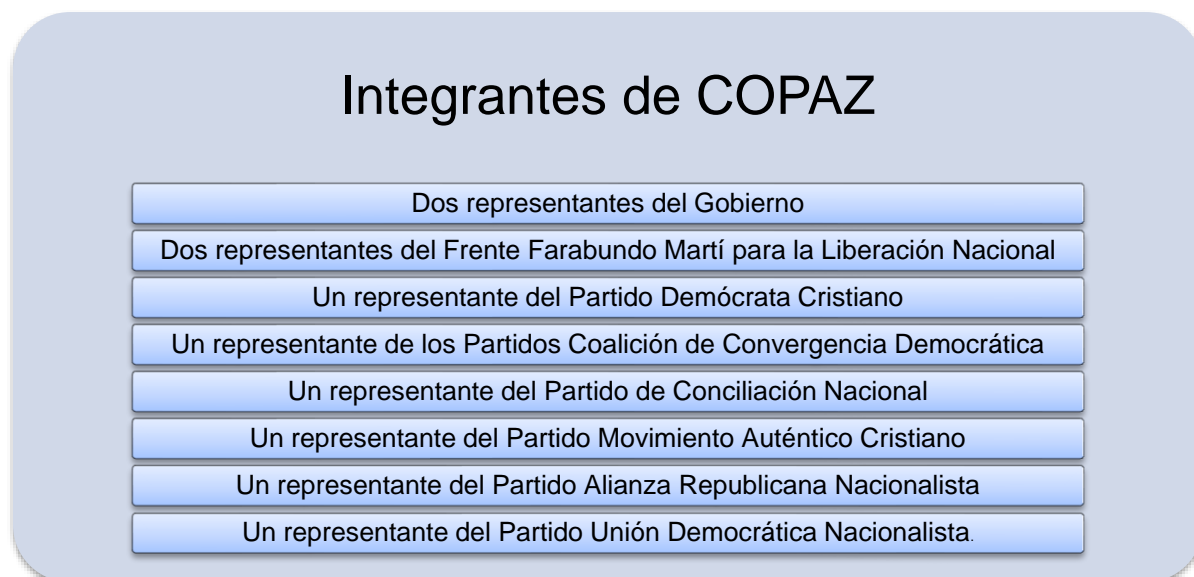 Integrantes de COPAZ
Dos representantes del Gobierno
Dos representantes del Frente Farabundo Martí para la Liberación Nacional
Un representante del Partido Demócrata Cristiano
Un representante de los Partidos Coalición de Convergencia Democrática
Un representante del Partido de Conciliación Nacional
Un representante del Partido Movimiento Auténtico Cristiano
Un representante del Partido Alianza Republicana Nacionalista
Un representante del Partido Unión Democrática Nacionalista.